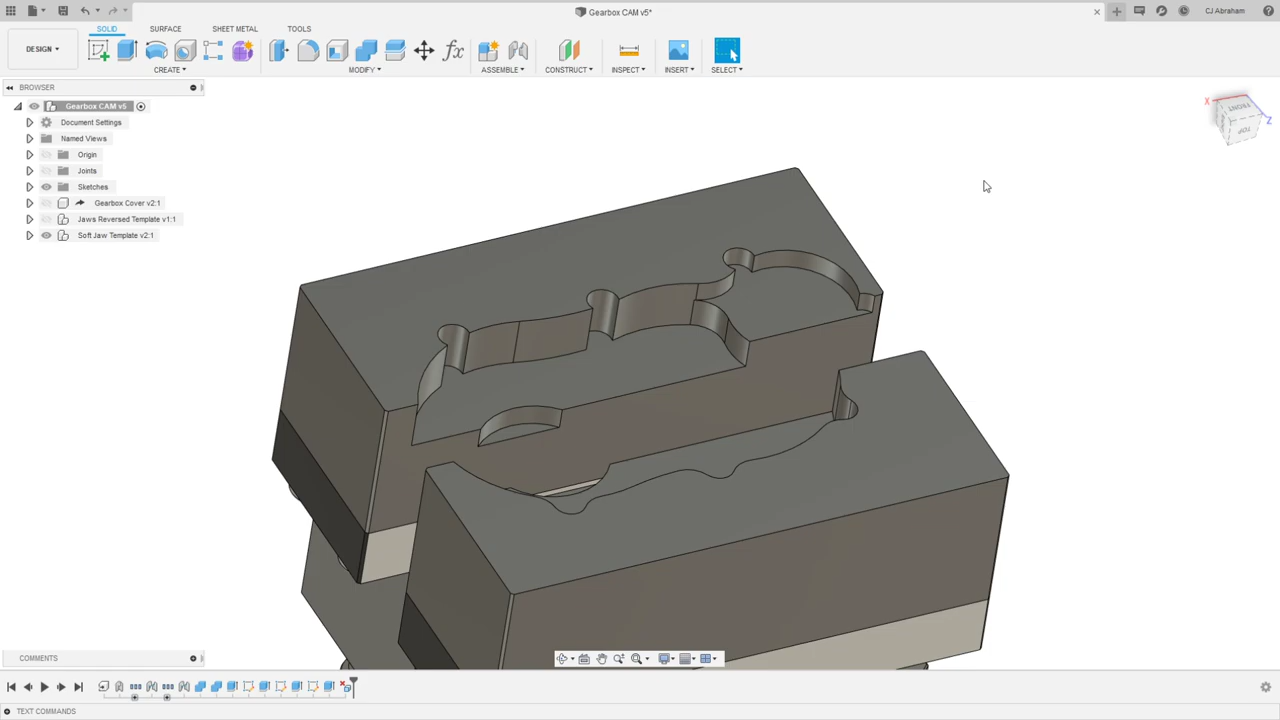 Gearbox CAM v5*
CJ Abraham
DESIGN
SOLID SURFACE SHEET METAL TOOLS
CREATE MODIFY ASSEMBLE CONSTRUCT INSPECT INSERT SELECT
BROWSER
Gearbox CAM v5
Document Settings
Named Views
Origin
Joints
Sketches
Gearbox Cover v2:1
Jaws Reversed Template v1:1
Soft Jaw Template v2:1
X
Z
FRONT
TOP
COMMENTS
TEXT COMMANDS